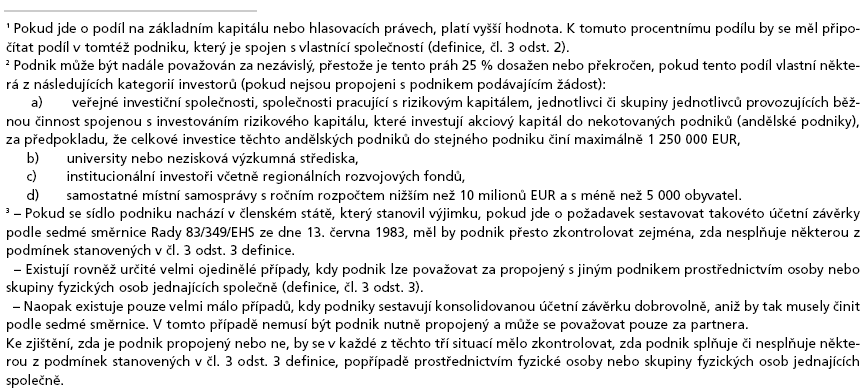 ¹ Pokud jde o podíl na základním kapitálu nebo hlasovacích právech, platí vyšší hodnota. K tomuto procentnímu podílu by se měl připo-
čítat podíl v tomtéž podniku, který je spojen s vlastnící společností (definice, čl. 3 odst. 2).
² Podnik může být nadále považován za nezávislý, přestože je tento práh 25 % dosažen nebo překročen, pokud tento podíl vlastní někte-
rá z následujících kategorií investorů (pokud nejsou propojeni s podnikem podávajícím žádost):
a) veřejné investiční společnosti, společnosti pracující s rizikovým kapitálem, jednotlivci či skupiny jednotlivců provozujících běž-
nou činnost spojenou s investováním rizikového kapitálu, které investují akciový kapitál do nekotovaných podniků (andělské podniky),
za předpokladu, že celkové investice těchto andělských podniků do stejného podniku činí maximálně 1 250 000 EUR,
b) university nebo nezisková výzkumná střediska,
c) institucionální investoři včetně regionálních rozvojových fondů,
d) samostatné místní samosprávy s ročním rozpočtem nižším než 10 milionů EUR a s méně než 5 000 obyvatel.
³ – Pokud se sídlo podniku nachází v členském státě, který stanovil výjimku, pokud jde o požadavek sestavovat takovéto účetní závěrky
podle sedmé směrnice Rady 83/349/EHS ze dne 13. června 1983, měl by podnik přesto zkontrolovat zejména, zda nesplňuje některou z
podmínek stanovených v čl. 3 odst. 3 definice.
– Existují rovněž určité velmi ojedinělé případy, kdy podnik lze považovat za propojený s jiným podnikem prostřednictvím osoby nebo
skupiny fyzických osob jednajících společně (definice, čl. 3 odst. 3).
– Naopak existuje pouze velmi málo případů, kdy podniky sestavují konsolidovanou účetní závěrku dobrovolně, aniž by tak musely činit
podle sedmé směrnice. V tomto případě nemusí být podnik nutně propojený a může se považovat pouze za partnera.
Ke zjištění, zda je podnik propojený nebo ne, by se v každé z těchto tří situací mělo zkontrolovat, zda podnik splňuje či nesplňuje někte-
rou z podmínek stanovených v čl. 3 odst. 3 definice, popřípadě prostřednictvím fyzické osoby nebo skupiny fyzických osob jednajících
společně.